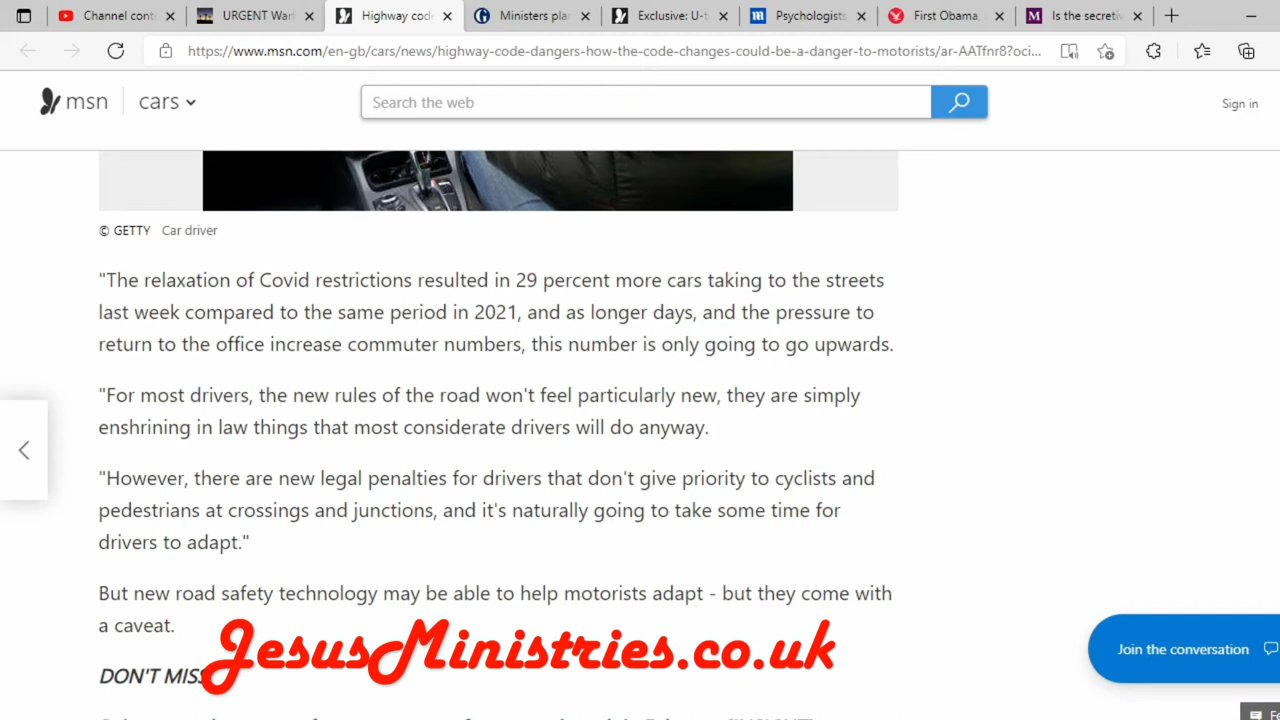 Channel cont
URGENT Wari
Highway cod
Ministers plan
Exclusive: U-t
Psychologists
First Obama,
Is the secretiv
https://www.msn.com/en-gb/cars/news/highway-code-dangers-how-the-code-changes-could-be-a-danger-to-motorists/ar-AATfnr8?oci...
msn
cars
Search the web
Sign in
© GETTY Car driver
"The relaxation of Covid restrictions resulted in 29 percent more cars taking to the streets
last week compared to the same period in 2021, and as longer days, and the pressure to
return to the office increase commuter numbers, this number is only going to go upwards.
"For most drivers, the new rules of the road won't feel particularly new, they are simply
enshrining in law things that most considerate drivers will do anyway.
"However, there are new legal penalties for drivers that don't give priority to cyclists and
pedestrians at crossings and junctions, and it's naturally going to take some time for
drivers to adapt."
But new road safety technology may be able to help motorists adapt - but they come with
a caveat.
JesusMinistries.co.uk
DON'T MISS
Join the conversation